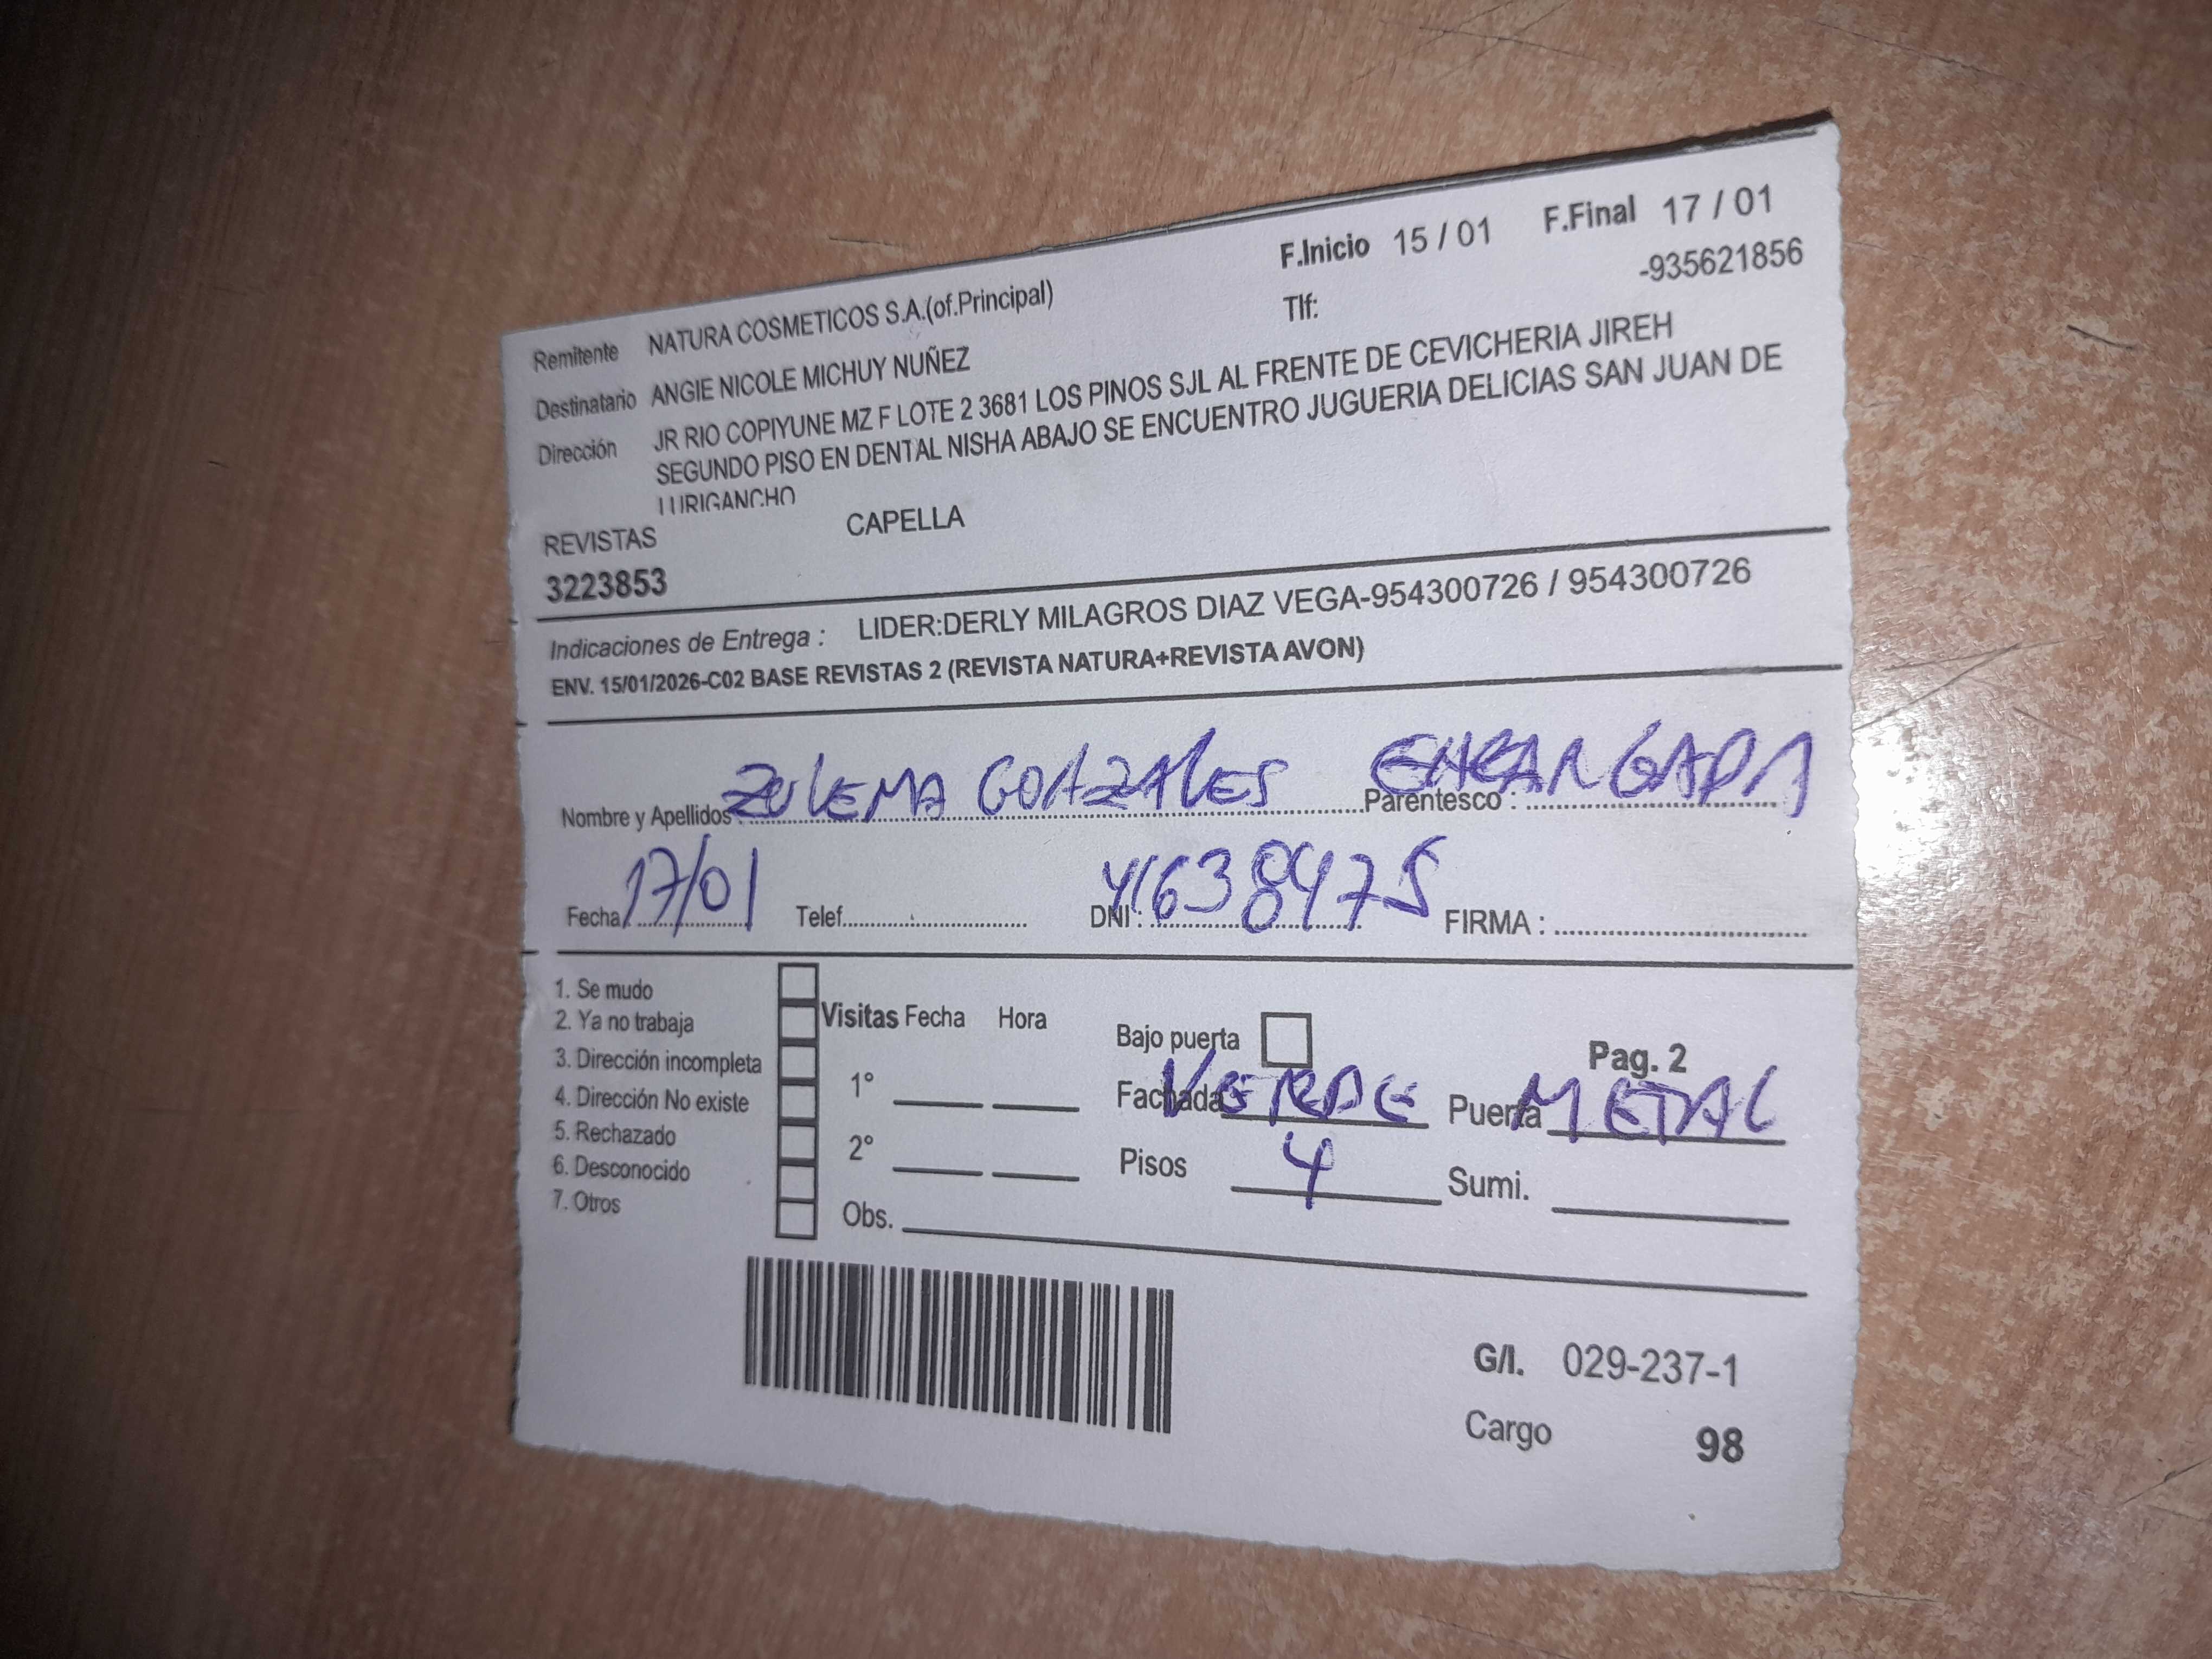 F.Inicio 15 / 01 F.Final 17 / 01
Remitente NATURA COSMETICOS S.A.(of.Principal) Tlf: -935621856
Destinatario ANGIE NICOLE MICHUY NUÑEZ
Dirección JR RIO COPIYUNE MZ F LOTE 2 3681 LOS PINOS SJL AL FRENTE DE CEVICHERIA JIREH
SEGUNDO PISO EN DENTAL NISHA ABAJO SE ENCUENTRO JUGUERIA DELICIAS SAN JUAN DE
LURIGANCHO
REVISTAS CAPELLA
3223853
Indicaciones de Entrega : LIDER:DERLY MILAGROS DIAZ VEGA-954300726 / 954300726
ENV. 15/01/2026-C02 BASE REVISTAS 2 (REVISTA NATURA+REVISTA AVON)
Nombre y Apellidos : ZULEMA GONZALES Parentesco : ENCARGADA
Fecha 17/01 Telef. DNI : 41638475 FIRMA :
1. Se mudo
2. Ya no trabaja
3. Dirección incompleta
4. Dirección No existe
5. Rechazado
6. Desconocido
7. Otros
Visitas Fecha Hora
1°
2°
Obs.
Bajo puerta Pag. 2
Fachada VERDE Puerta METAL
Pisos 4 Sumi.
G/I. 029-237-1
Cargo 98